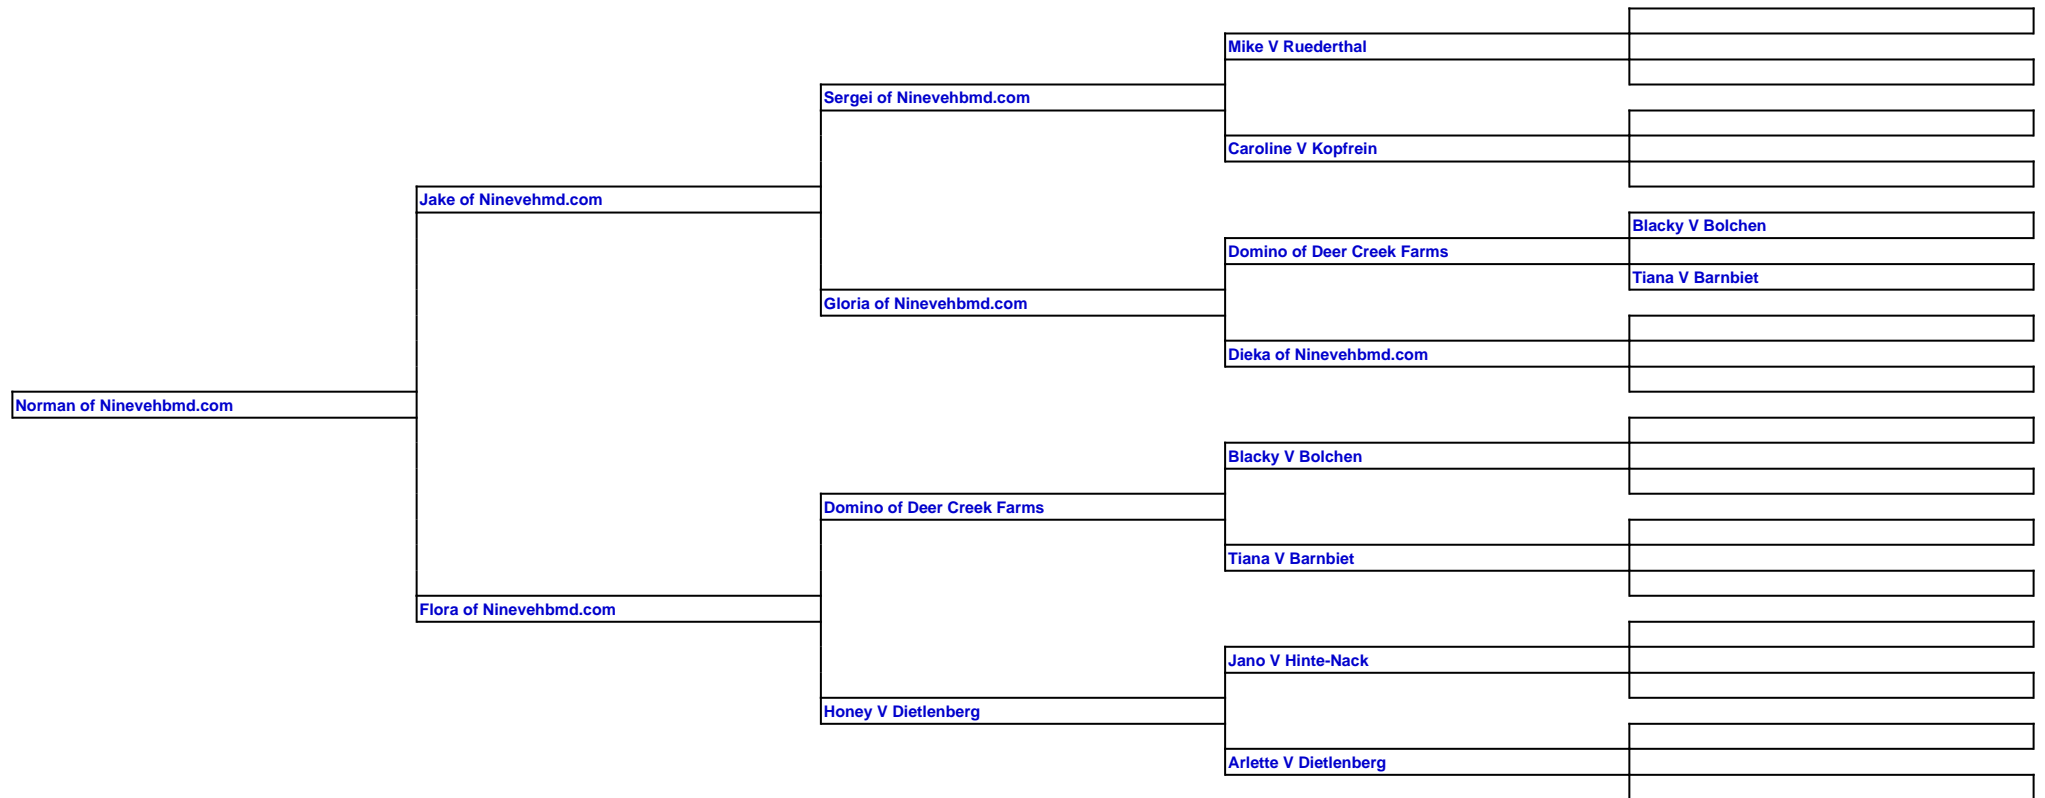 Mike V Ruederthal
Sergei of Ninevehbmd.com
Caroline V Kopfrein
Jake of Ninevehmd.com
Blacky V Bolchen
Domino of Deer Creek Farms
Tiana V Barnbiet
Gloria of Ninevehbmd.com
Dieka of Ninevehbmd.com
Norman of Ninevehbmd.com
Blacky V Bolchen
Domino of Deer Creek Farms
Tiana V Barnbiet
Flora of Ninevehbmd.com
Jano V Hinte-Nack
Honey V Dietlenberg
Arlette V Dietlenberg